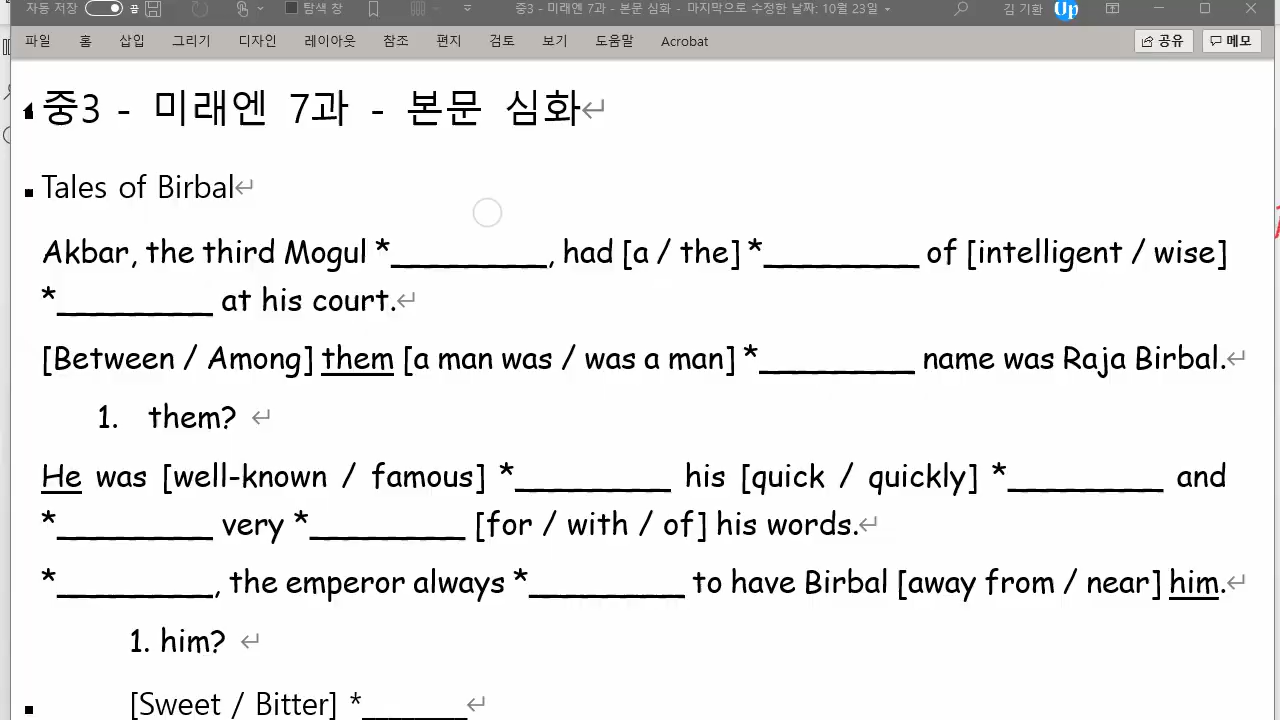 자동 저장 끔 탐색 창 중3 - 미래엔 7과 - 본문 심화 - 마지막으로 수정한 날짜: 10월 23일 김 기환 Up
파일 홈 삽입 그리기 디자인 레이아웃 참조 편지 검토 보기 도움말 Acrobat 공유 메모
중3 - 미래엔 7과 - 본문 심화
Tales of Birbal
Akbar, the third Mogul *________, had [a / the] *________ of [intelligent / wise]
*________ at his court.
[Between / Among] them [a man was / was a man] *________ name was Raja Birbal.
1. them?
He was [well-known / famous] *________ his [quick / quickly] *________ and
*________ very *________ [for / with / of] his words.
*________, the emperor always *________ to have Birbal [away from / near] him.
1. him?
[Sweet / Bitter] *_______